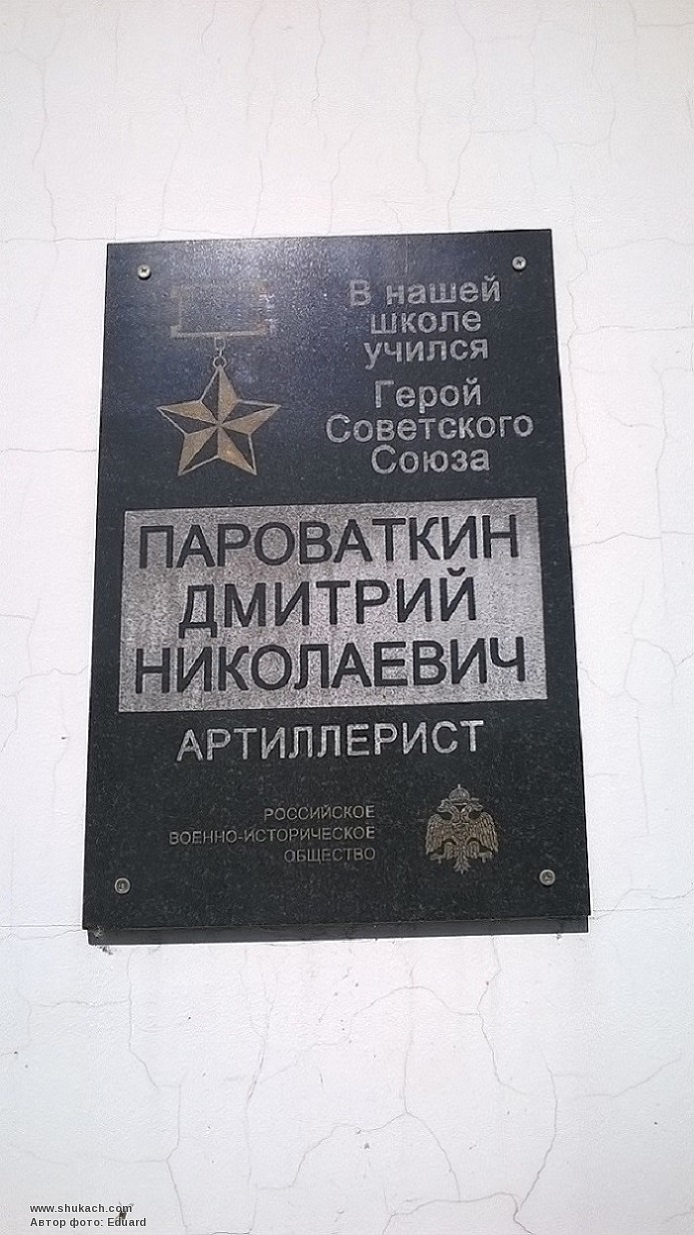 В нашей
школе
учился
Герой
Советского
Союза
ПАРОВАТКИН
ДМИТРИЙ
НИКОЛАЕВИЧ
АРТИЛЛЕРИСТ
РОССИЙСКОЕ
ВОЕННО-ИСТОРИЧЕСКОЕ
ОБЩЕСТВО
www.shukach.com
Автор фото: Eduard